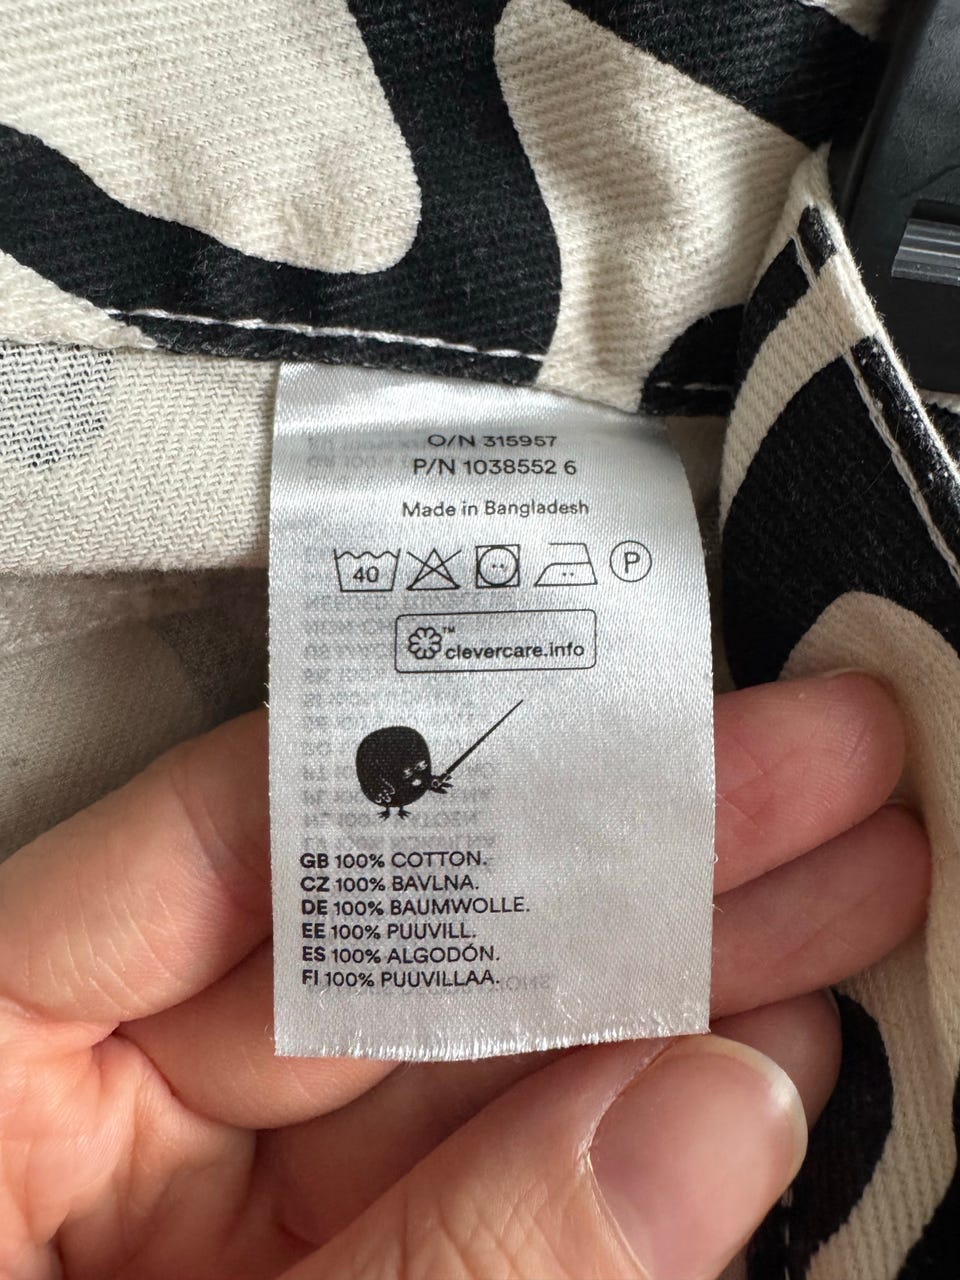 O/N 315957
P/N 1038552 6
Made in Bangladesh
40 P
™
clevercare.info
GB 100% COTTON.
CZ 100% BAVLNA.
DE 100% BAUMWOLLE.
EE 100% PUUVILL.
ES 100% ALGODÓN.
FI 100% PUUVILLAA.